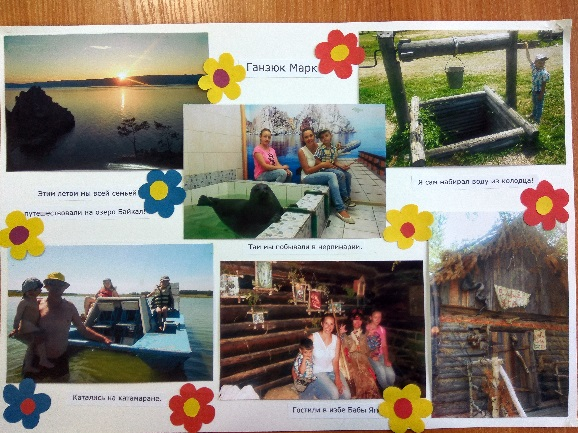 Ганзюк Марк
Я сам набирал воду из колодца!
Этим летом мы всей семьей
путешествовали на озеро Байкал!
Там мы побывали в нерпинарии.
Катались на катамаране.
Гостили в избе Бабы Яги